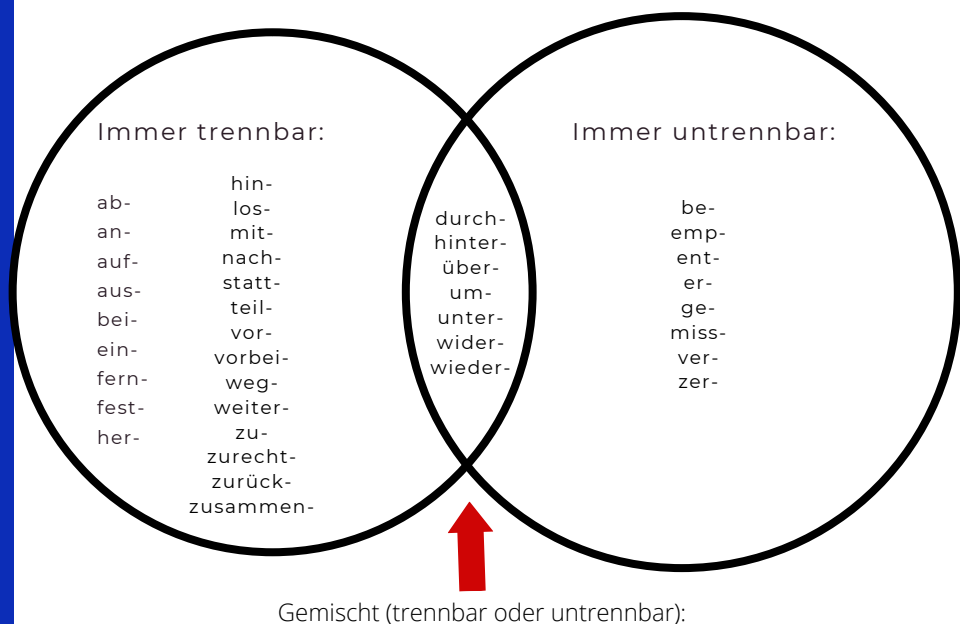 Immer trennbar:
ab-
an-
auf-
aus-
bei-
ein-
fern-
fest-
her-
hin-
los-
mit-
nach-
statt-
teil-
vor-
vorbei-
weg-
weiter-
zu-
zurecht-
zurück-
zusammen-
durch-
hinter-
über-
um-
unter-
wider-
wieder-
Immer untrennbar:
be-
emp-
ent-
er-
ge-
miss-
ver-
zer-
Gemischt (trennbar oder untrennbar):